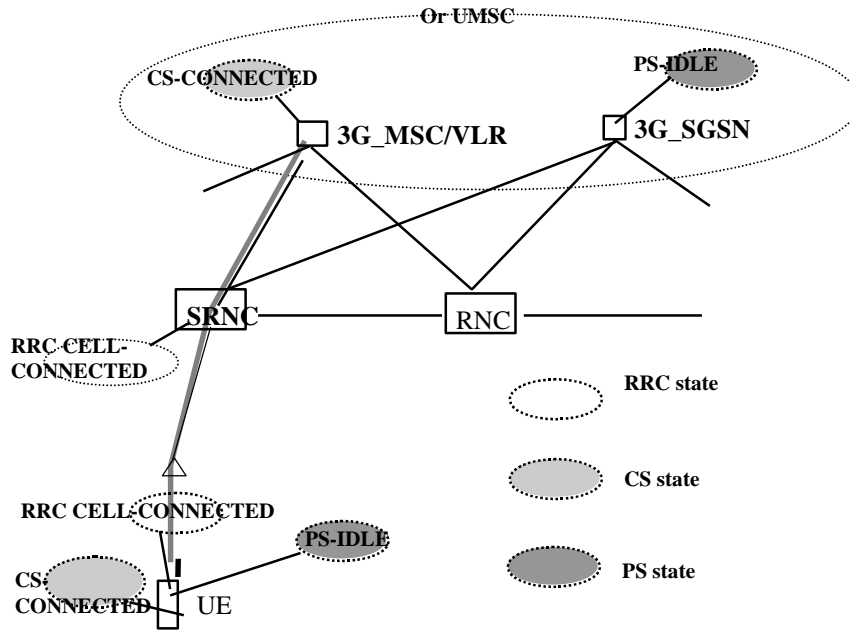 Or UMSC
CS-CONNECTED
PS-IDLE
3G_MSC/VLR
3G_SGSN
SRNC
RNC
RRC CELL-
CONNECTED
RRC state
CS state
RRC CELL-CONNECTED
PS-IDLE
PS state
CS-
CONNECTED
UE